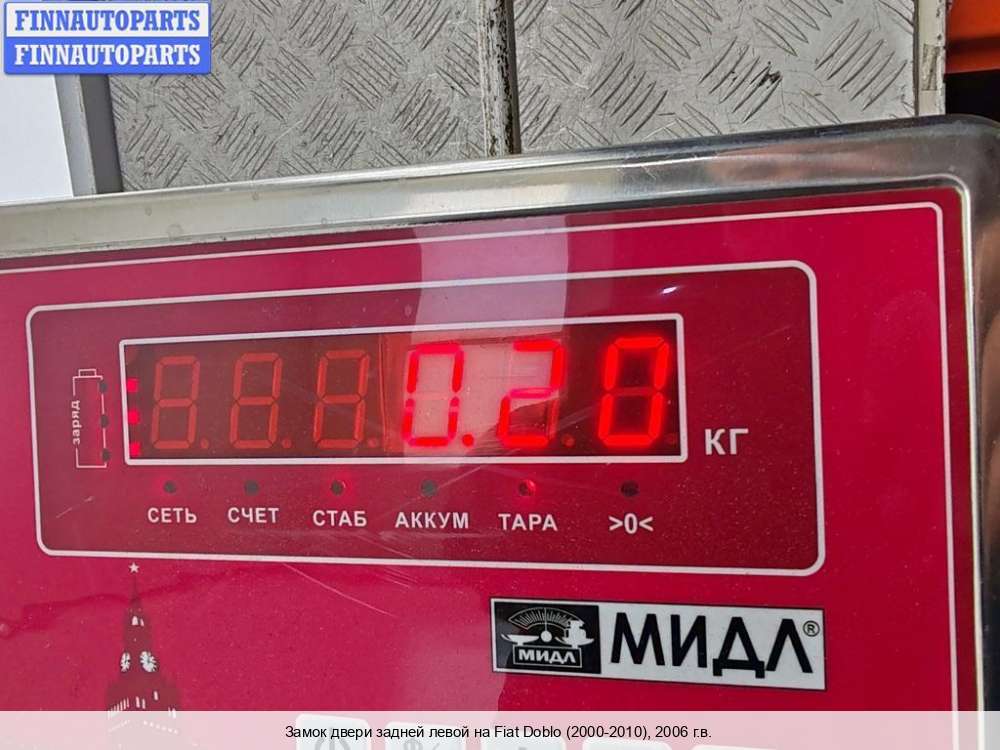 FINNAUTOPARTS
FINNAUTOPARTS
заряд
0.20
КГ
СЕТЬ СЧЕТ СТАБ АККУМ ТАРА >0<
МИДЛ МИДЛ®
Замок двери задней левой на Fiat Doblo (2000-2010), 2006 г.в.